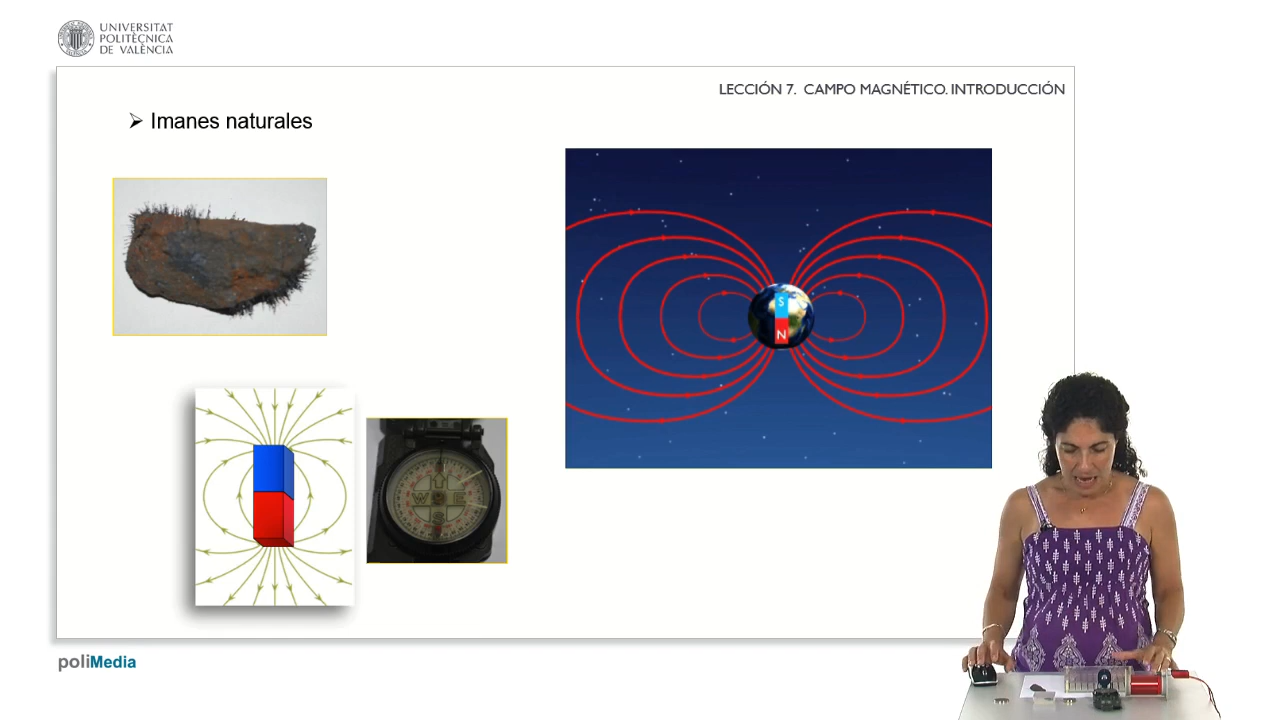 UNIVERSITAT
POLITÈCNICA
DE VALÈNCIA
LECCIÓN 7. CAMPO MAGNÉTICO. INTRODUCCIÓN
➢ Imanes naturales
S
N
W E
S
poliMedia